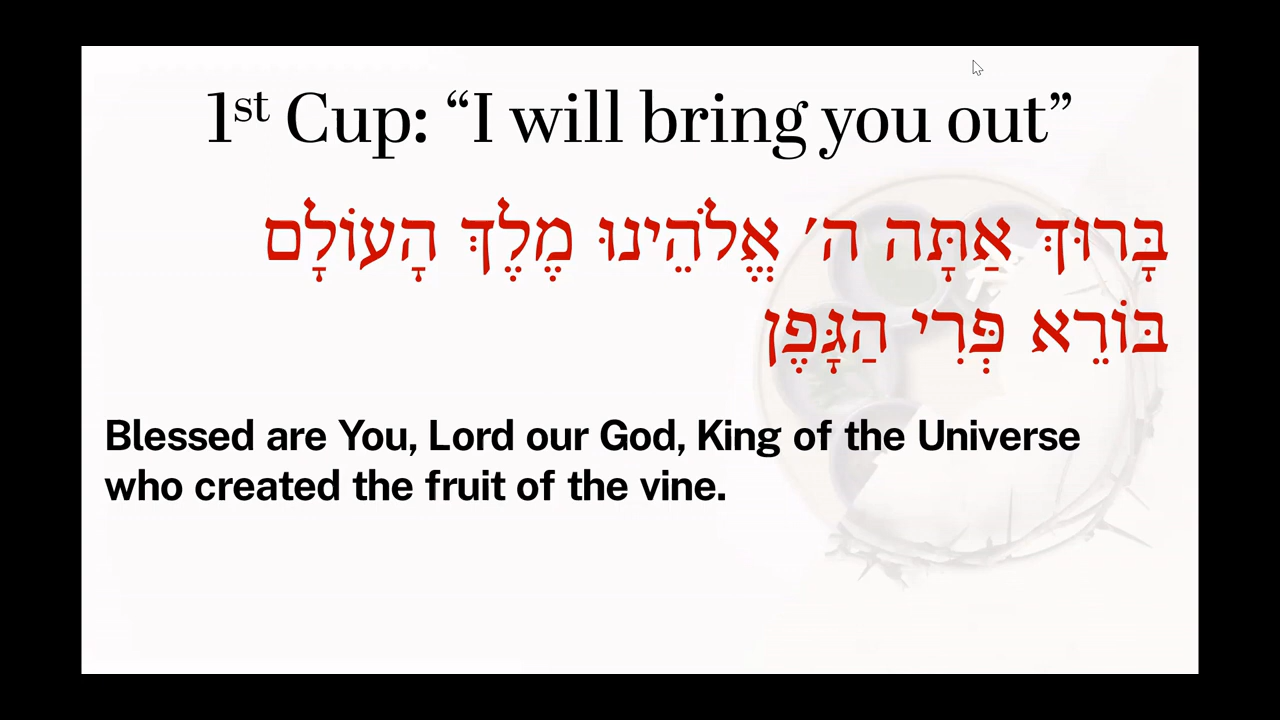 1st Cup: “I will bring you out”
בָּרוּךְ אַתָּה ה׳ אֱלֹהֵינוּ מֶלֶךְ הָעוֹלָם
בּוֹרֵא פְּרִי הַגָּפֶן
Blessed are You, Lord our God, King of the Universe
who created the fruit of the vine.